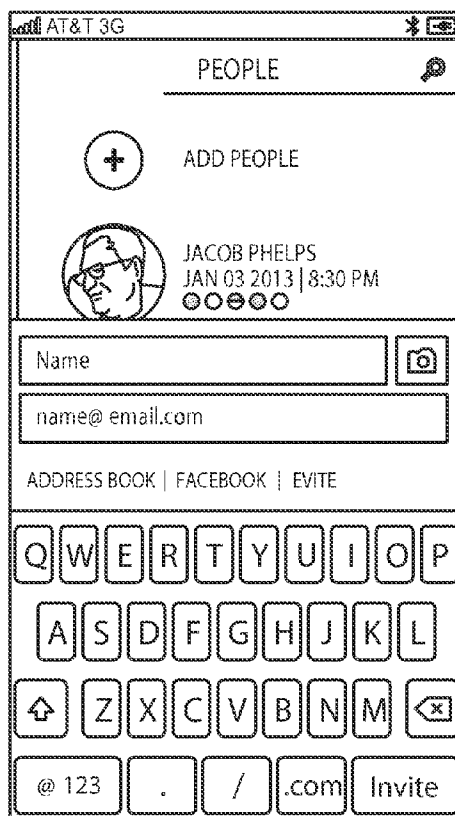 AT&T 3G
PEOPLE
ADD PEOPLE
JACOB PHELPS
JAN 03 2013 | 8:30 PM
Name
name@ email.com
ADDRESS BOOK | FACEBOOK | EVITE
Q W E R T Y U I O P
A S D F G H J K L
Z X C V B N M
@ 123 . / .com Invite